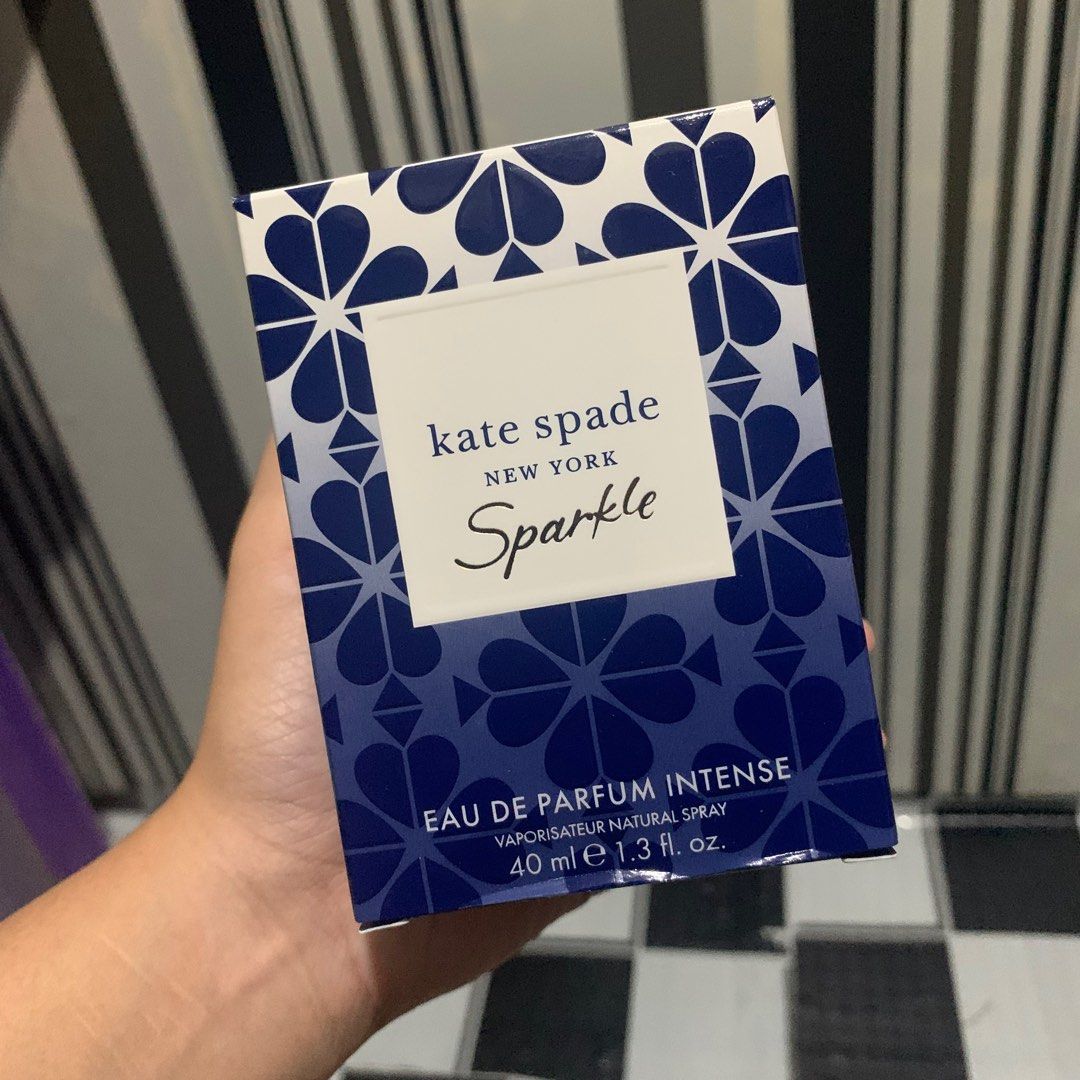 kate spade
NEW YORK
Sparkle
EAU DE PARFUM INTENSE
VAPORISATEUR NATURAL SPRAY
40 ml ℮ 1.3 fl. oz.